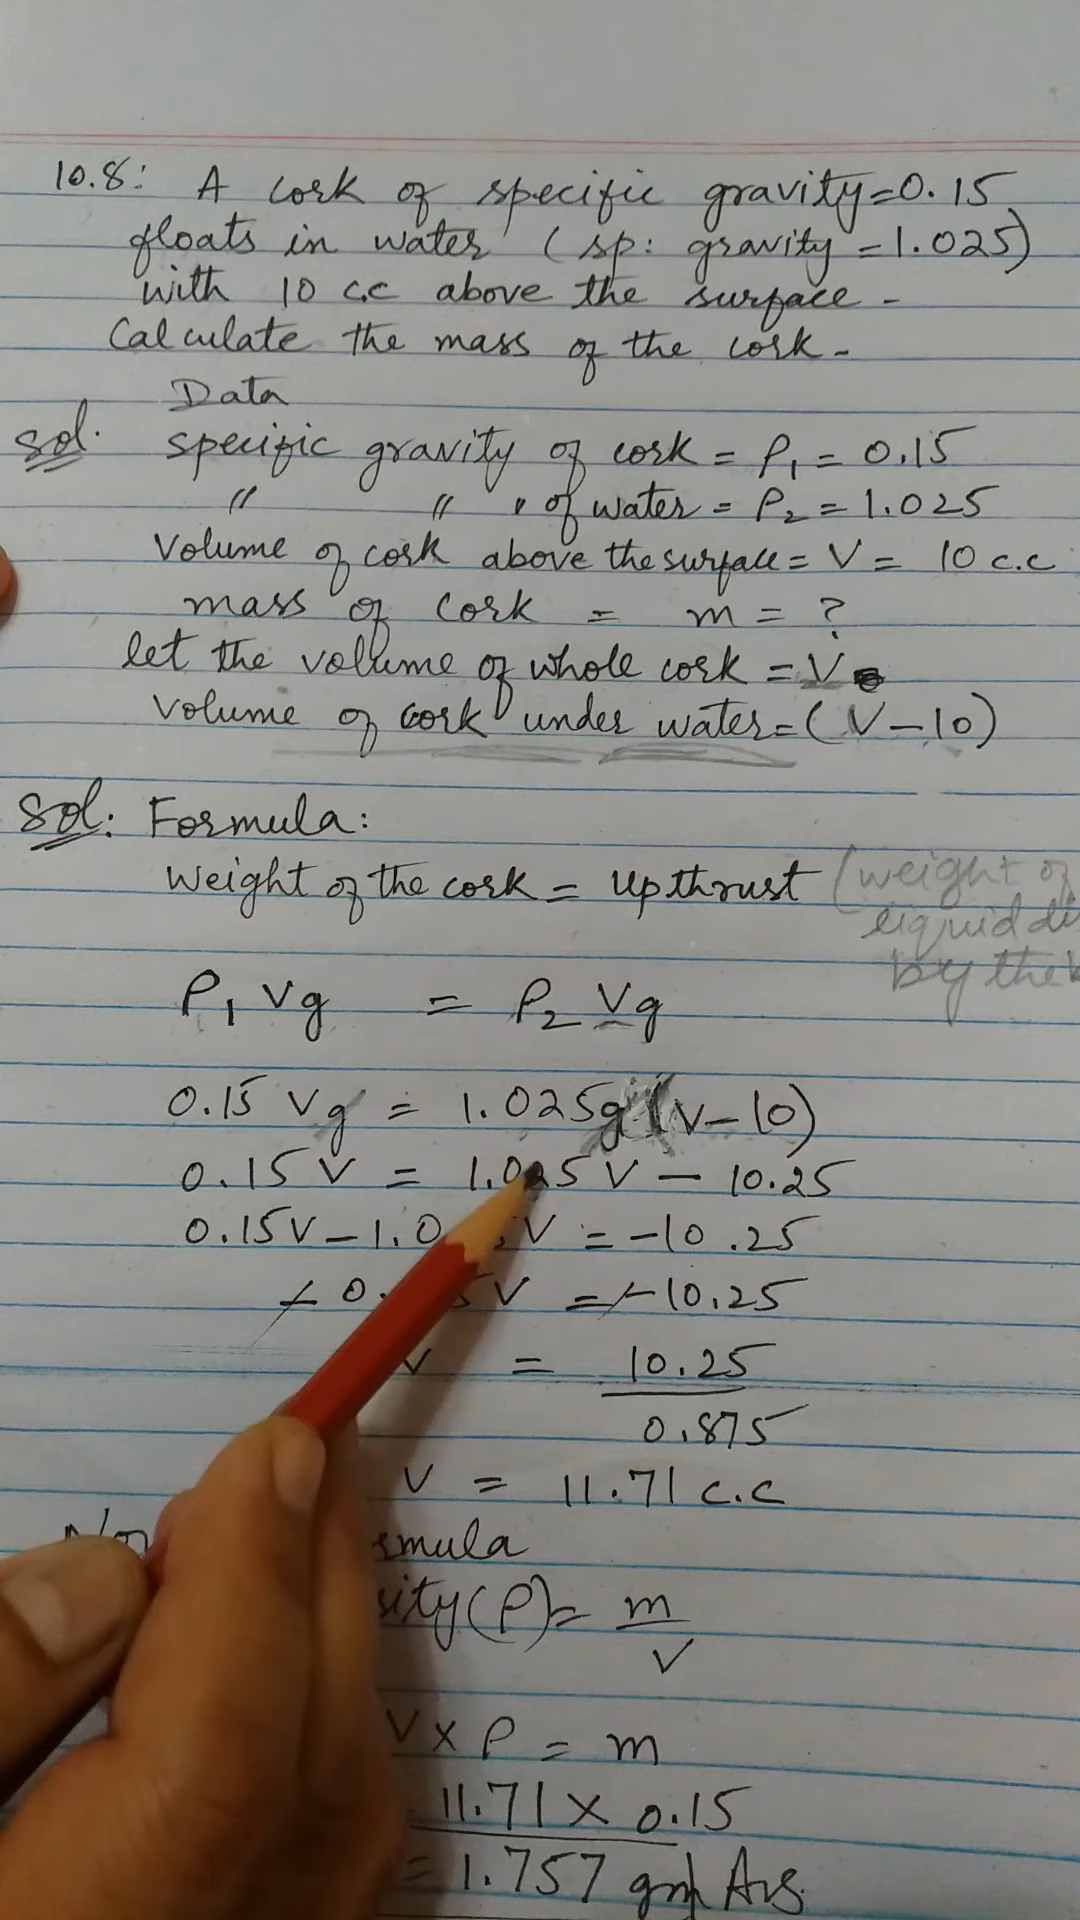 10.8: A cork of specific gravity=0.15
floats in water (sp: gravity =1.025)
with 10 c.c above the surface -
Calculate the mass of the cork -
Data
Sol. specific gravity of cork = ρ₁ = 0.15
" " " of water = ρ₂ = 1.025
Volume of cork above the surface = V = 10 c.c
mass of cork = m = ?
let the volume of whole cork = V
Volume of cork under water = (V-10)
Sol: Formula:
Weight of the cork = upthrust (weight of
liquid
by the
ρ₁ Vg = ρ₂ Vg
0.15 Vg = 1.025g (V-10)
0.15 V = 1.025 V - 10.25
0.15V - 1.0 V = -10.25
- 0. 5V = -10.25
V = 10.25
0.875
V = 11.71 c.c
(ρ) = m
V
V x ρ = m
11.71 x 0.15
= 1.757 gm Ans.